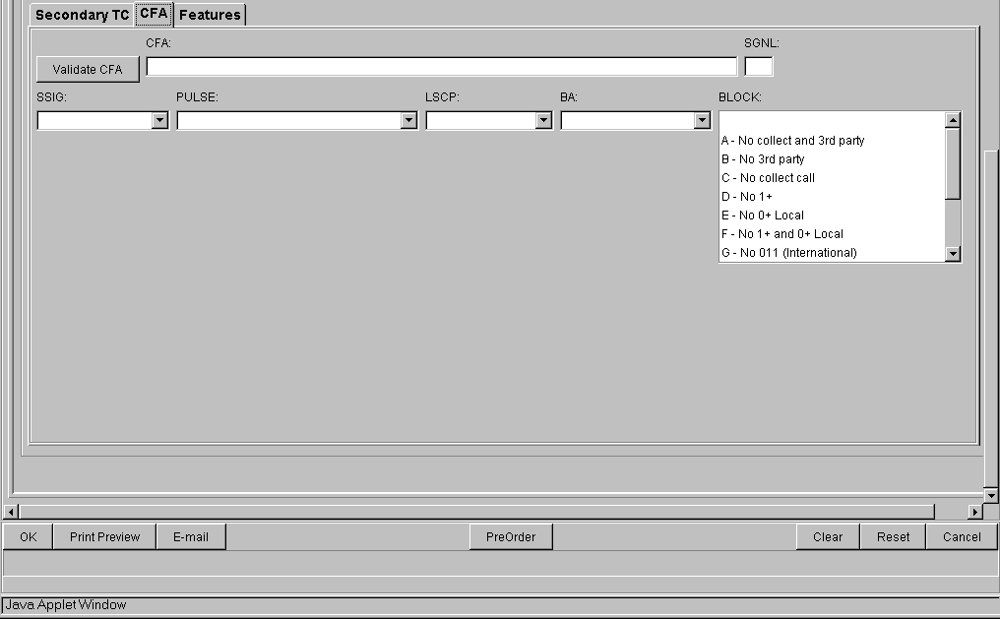 Secondary TC CFA Features
CFA: SGNL:
Validate CFA
SSIG: PULSE: LSCP: BA: BLOCK:
A - No collect and 3rd party
B - No 3rd party
C - No collect call
D - No 1+
E - No 0+ Local
F - No 1+ and 0+ Local
G - No 011 (International)
OK Print Preview E-mail PreOrder Clear Reset Cancel
Java Applet Window